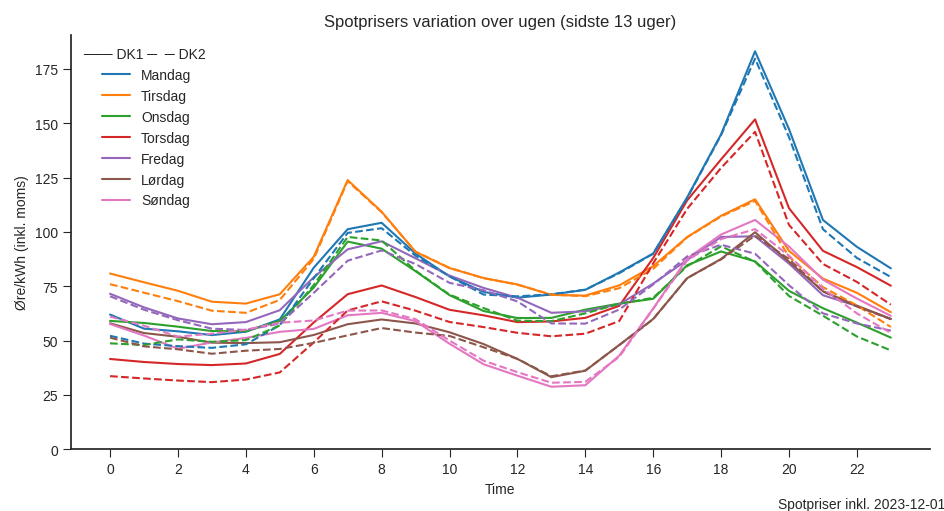 Spotprisers variation over ugen (sidste 13 uger)
DK1 DK2
Mandag
Tirsdag
Onsdag
Torsdag
Fredag
Lørdag
Søndag
Øre/kWh (inkl. moms)
175
150
125
100
75
50
25
0
0 2 4 6 8 10 12 14 16 18 20 22
Time
Spotpriser inkl. 2023-12-01